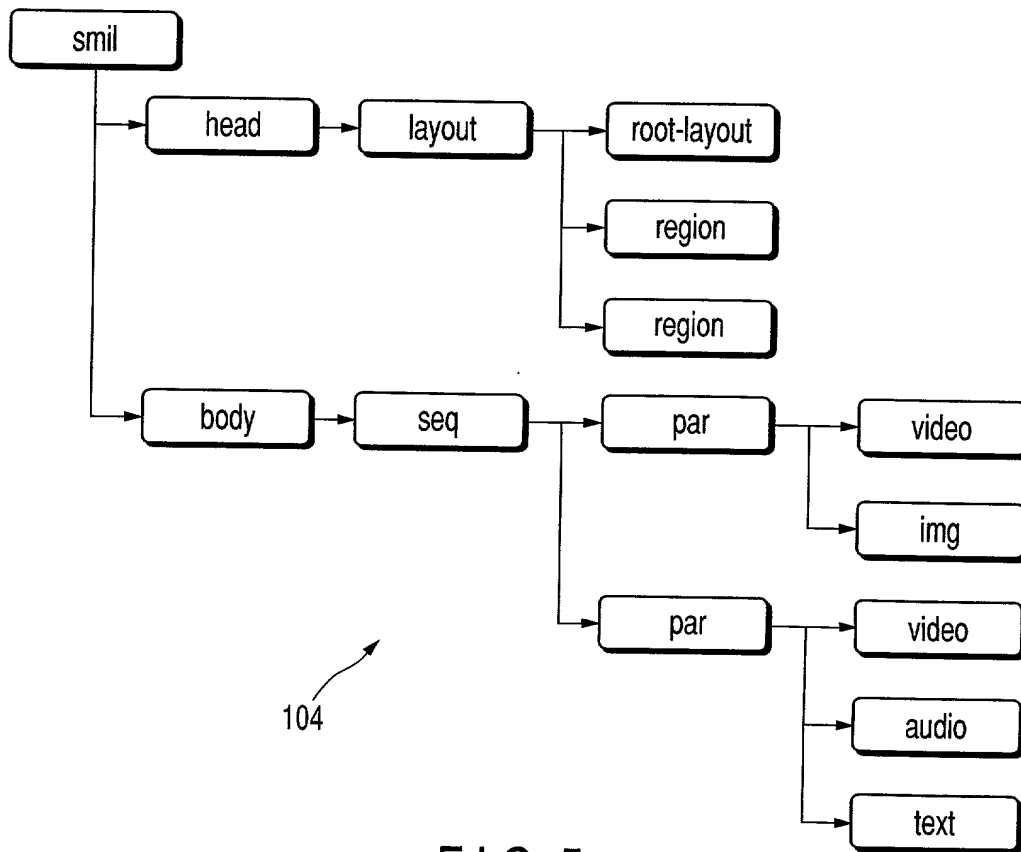 smil
head
layout
root-layout
region
region
body
seq
par
video
img
par
video
104
audio
text